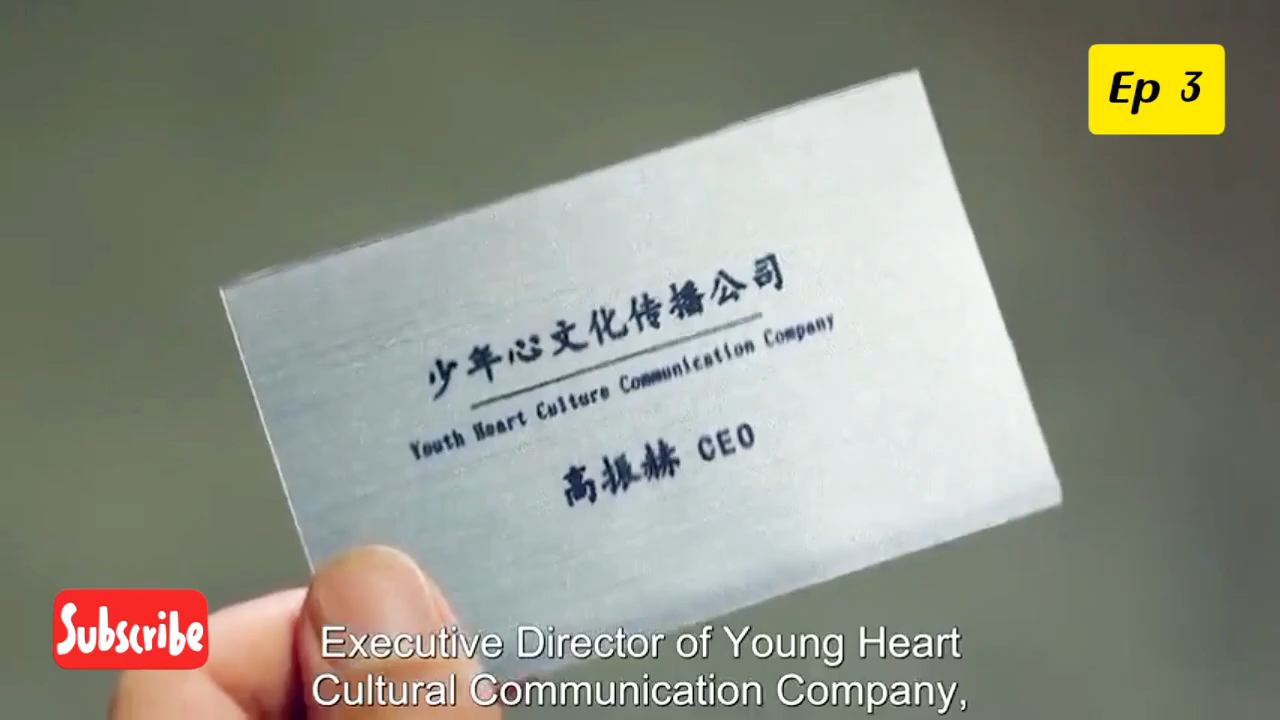 Ep 3
少年心文化传播公司
Youth Heart Culture Communication Company
高振赫 CEO
Subscribe
Executive Director of Young Heart
Cultural Communication Company,